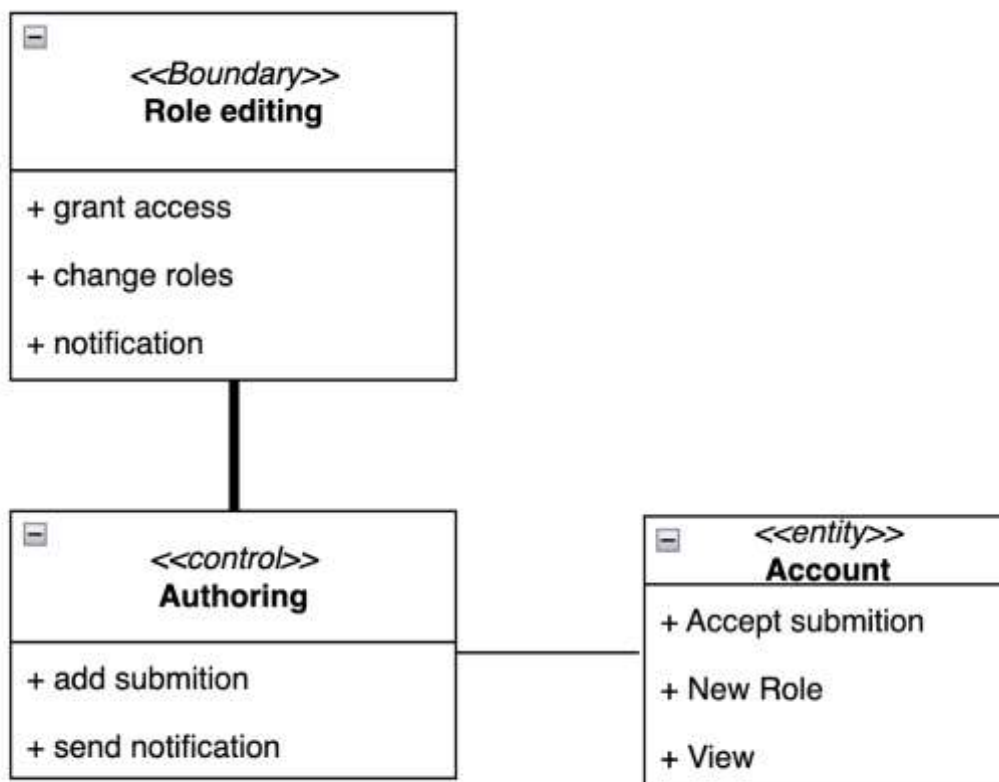 <<Boundary>>
Role editing
+ grant access
+ change roles
+ notification
<<control>>
Authoring
+ add submition
+ send notification
<<entity>>
Account
+ Accept submition
+ New Role
+ View